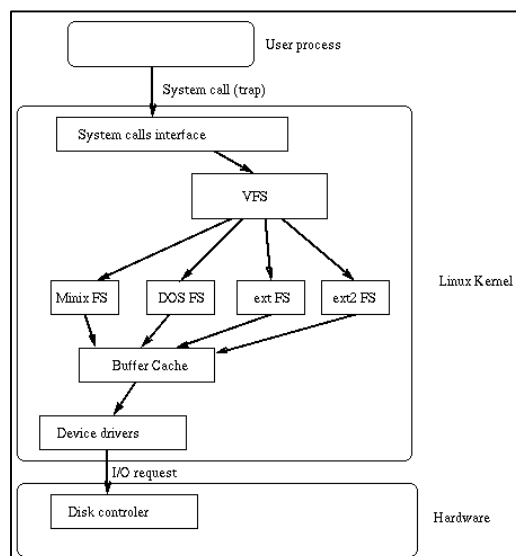 User process
System call (trap)
System calls interface
VFS
Minix FS
DOS FS
ext FS
ext2 FS
Linux Kernel
Buffer Cache
Device drivers
I/O request
Disk controler
Hardware